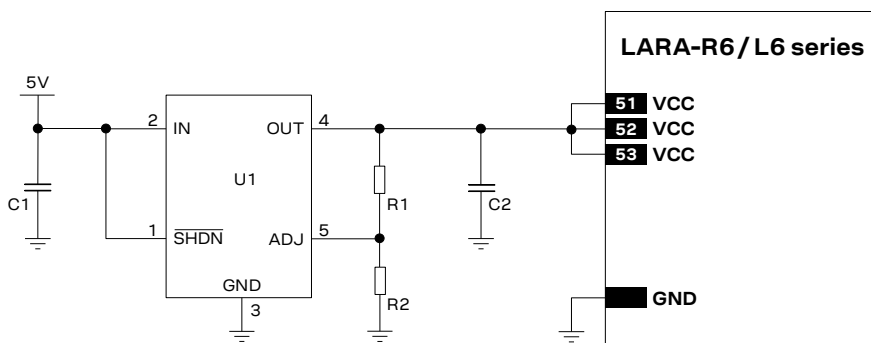 LARA-R6 / L6 series
5V
2 IN OUT 4
51 VCC
52 VCC
53 VCC
U1
C1
R1
C2
1 SHDN ADJ 5
GND
3
R2
GND